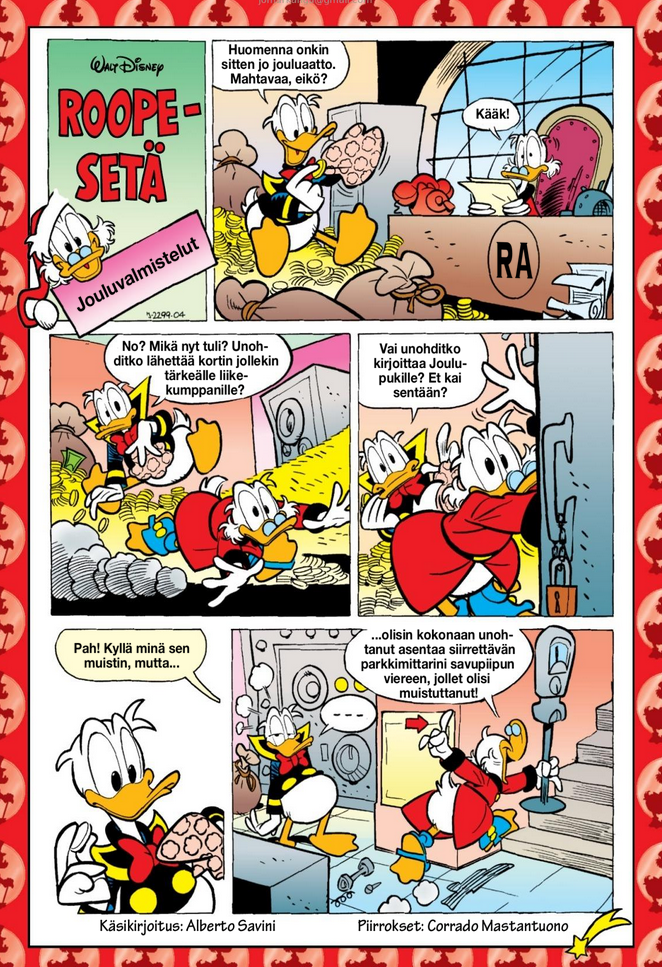 WALT DISNEY
ROOPE-
SETÄ
Jouluvalmistelut
Huomenna onkin
sitten jo jouluaatto.
Mahtavaa, eikö?
Kääk!
RA
No? Mikä nyt tuli? Unoh-
ditko lähettää kortin jollekin
tärkeälle liike-
kumppanille?
Vai unohditko
kirjoittaa Joulu-
pukille? Et kai
sentään?
Pah! Kyllä minä sen
muistin, mutta...
...olisin kokonaan unoh-
tanut asentaa siirrettävän
parkkimittarini savupiipun
viereen, jollet olisi
muistuttanut!
----
Käsikirjoitus: Alberto Savini
Piirrokset: Corrado Mastantuono